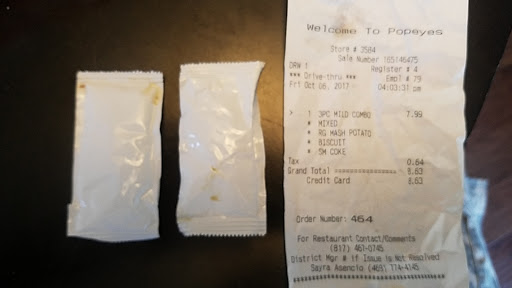 Welcome To Popeyes
Store # 3584
Sale Number 165146475
DRW 1 Register # 4
*** Drive-thru *** Empl # 79
Fri Oct 06, 2017 04:03:31 pm
> 1 3PC MILD COMBO 7.99
* MIXED
* RG MASH POTATO
* BISCUIT
* SM COKE
Tax 0.64
Grand Total ================= 8.63
Credit Card 8.63
Order Number: 464
For Restaurant Contact/Comments
(817) 467-0745
District Mgr # if Issue is Not Resolved
Sayra Asencio (469) 774-4145